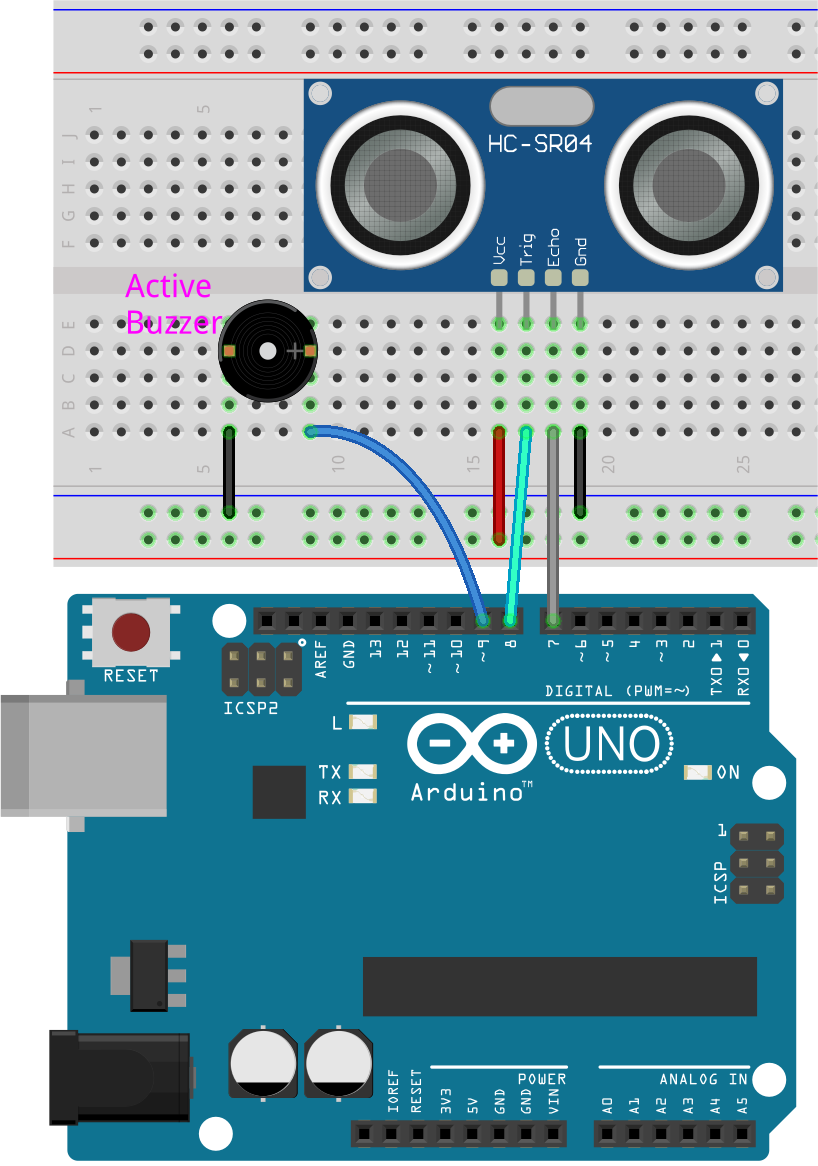 1
5
J
I
H
G
F
HC-SR04
Vcc
Trig
Echo
Gnd
Active
Buzzer
E
D
C
B
A
+
1
5
10
15
20
25
RESET
ICSP2
AREF
GND
13
12
~11
~10
~9
8
7
~6
~5
4
~3
2
TX0▶1
RX0◀0
DIGITAL (PWM=~)
L
TX
RX
UNO
Arduino™
ON
1
ICSP
IOREF
RESET
3V3
5V
GND
GND
VIN
POWER
ANALOG IN
A0
A1
A2
A3
A4
A5